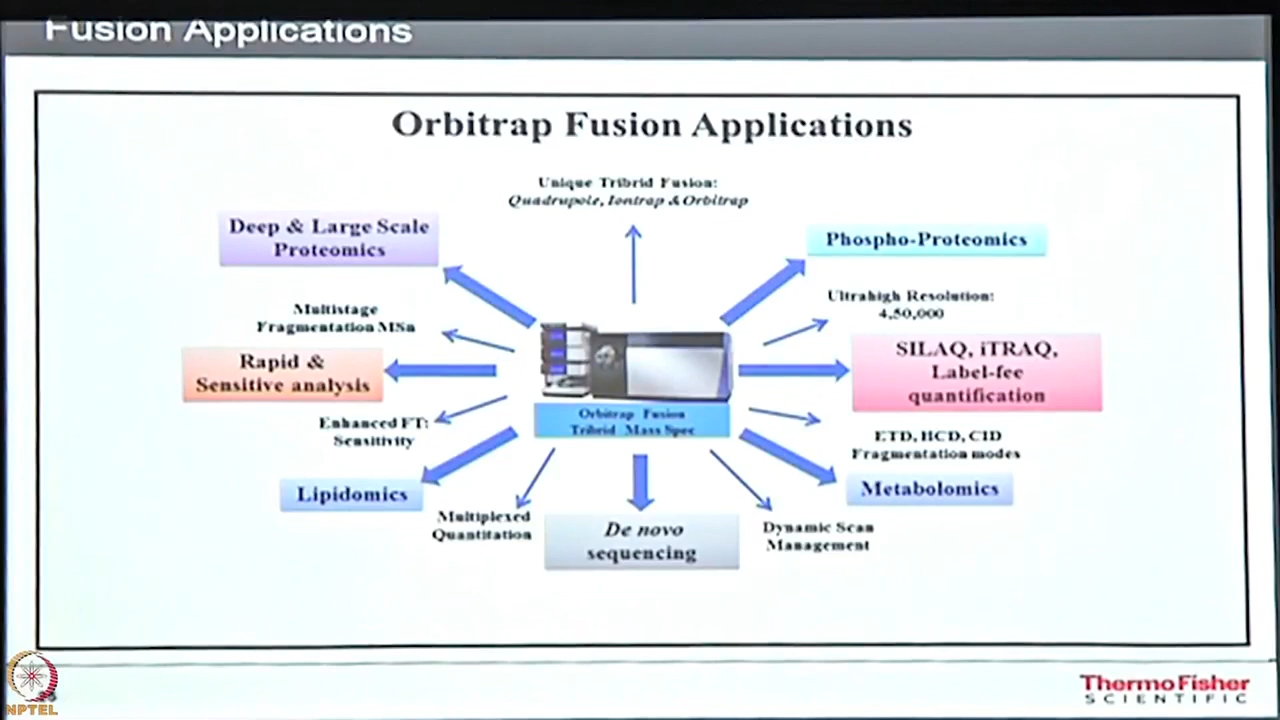 Fusion Applications
Orbitrap Fusion Applications
Unique Tribrid Fusion:
Quadrupole, Iontrap & Orbitrap
Deep & Large Scale
Proteomics
Phospho-Proteomics
Multistage
Fragmentation MSn
Ultrahigh Resolution:
4,50,000
Rapid &
Sensitive analysis
SILAQ, iTRAQ,
Label-fee
quantification
Enhanced FT:
Sensitivity
Orbitrap Fusion
Tribrid Mass Spec
ETD, HCD, CID
Fragmentation modes
Lipidomics
Metabolomics
Multiplexed
Quantitation
De novo
sequencing
Dynamic Scan
Management
NPTEL
ThermoFisher
SCIENTIFIC